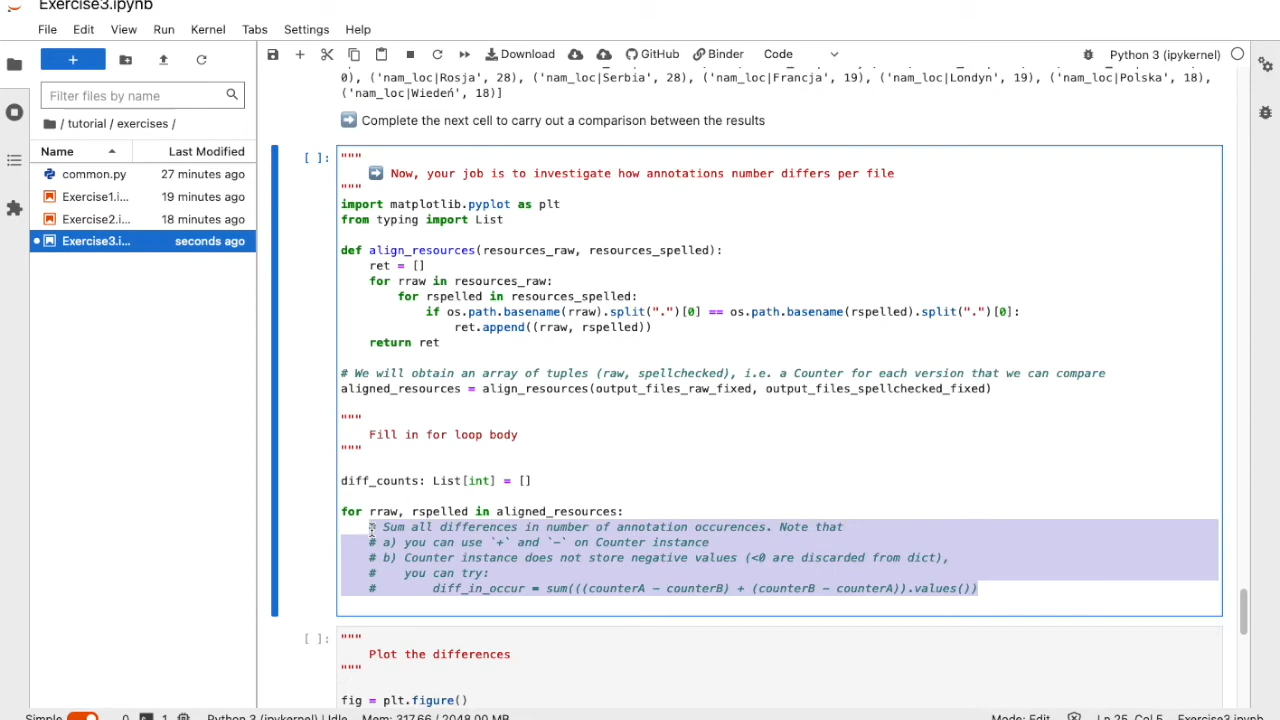 Exercise3.ipynb
File Edit View Run Kernel Tabs Settings Help
Download GitHub Binder Code Python 3 (ipykernel)
Filter files by name
/ tutorial / exercises /
Name Last Modified
common.py 27 minutes ago
Exercise1.i... 19 minutes ago
Exercise2.i... 18 minutes ago
Exercise3.i... seconds ago
0), ('nam_loc|Rosja', 28), ('nam_loc|Serbia', 28), ('nam_loc|Francja', 19), ('nam_loc|Londyn', 19), ('nam_loc|Polska', 18),
('nam_loc|Wiedeń', 18)]
Complete the next cell to carry out a comparison between the results
[ ]: """
Now, your job is to investigate how annotations number differs per file
"""
import matplotlib.pyplot as plt
from typing import List
def align_resources(resources_raw, resources_spelled):
ret = []
for rraw in resources_raw:
for rspelled in resources_spelled:
if os.path.basename(rraw).split(".")[0] == os.path.basename(rspelled).split(".")[0]:
ret.append((rraw, rspelled))
return ret
# We will obtain an array of tuples (raw, spellchecked), i.e. a Counter for each version that we can compare
aligned_resources = align_resources(output_files_raw_fixed, output_files_spellchecked_fixed)
"""
Fill in for loop body
"""
diff_counts: List[int] = []
for rraw, rspelled in aligned_resources:
# Sum all differences in number of annotation occurences. Note that
# a) you can use `+` and `-` on Counter instance
# b) Counter instance does not store negative values (<0 are discarded from dict),
# you can try:
# diff_in_occur = sum(((counterA - counterB) + (counterB - counterA)).values())
[ ]: """
Plot the differences
"""
fig = plt.figure()
Simple 0 1 Python 3 (ipykernel) | Idle Mem: 317.66 / 2048.00 MB Mode: Edit Ln 25, Col 5 Exercise3.ipynb